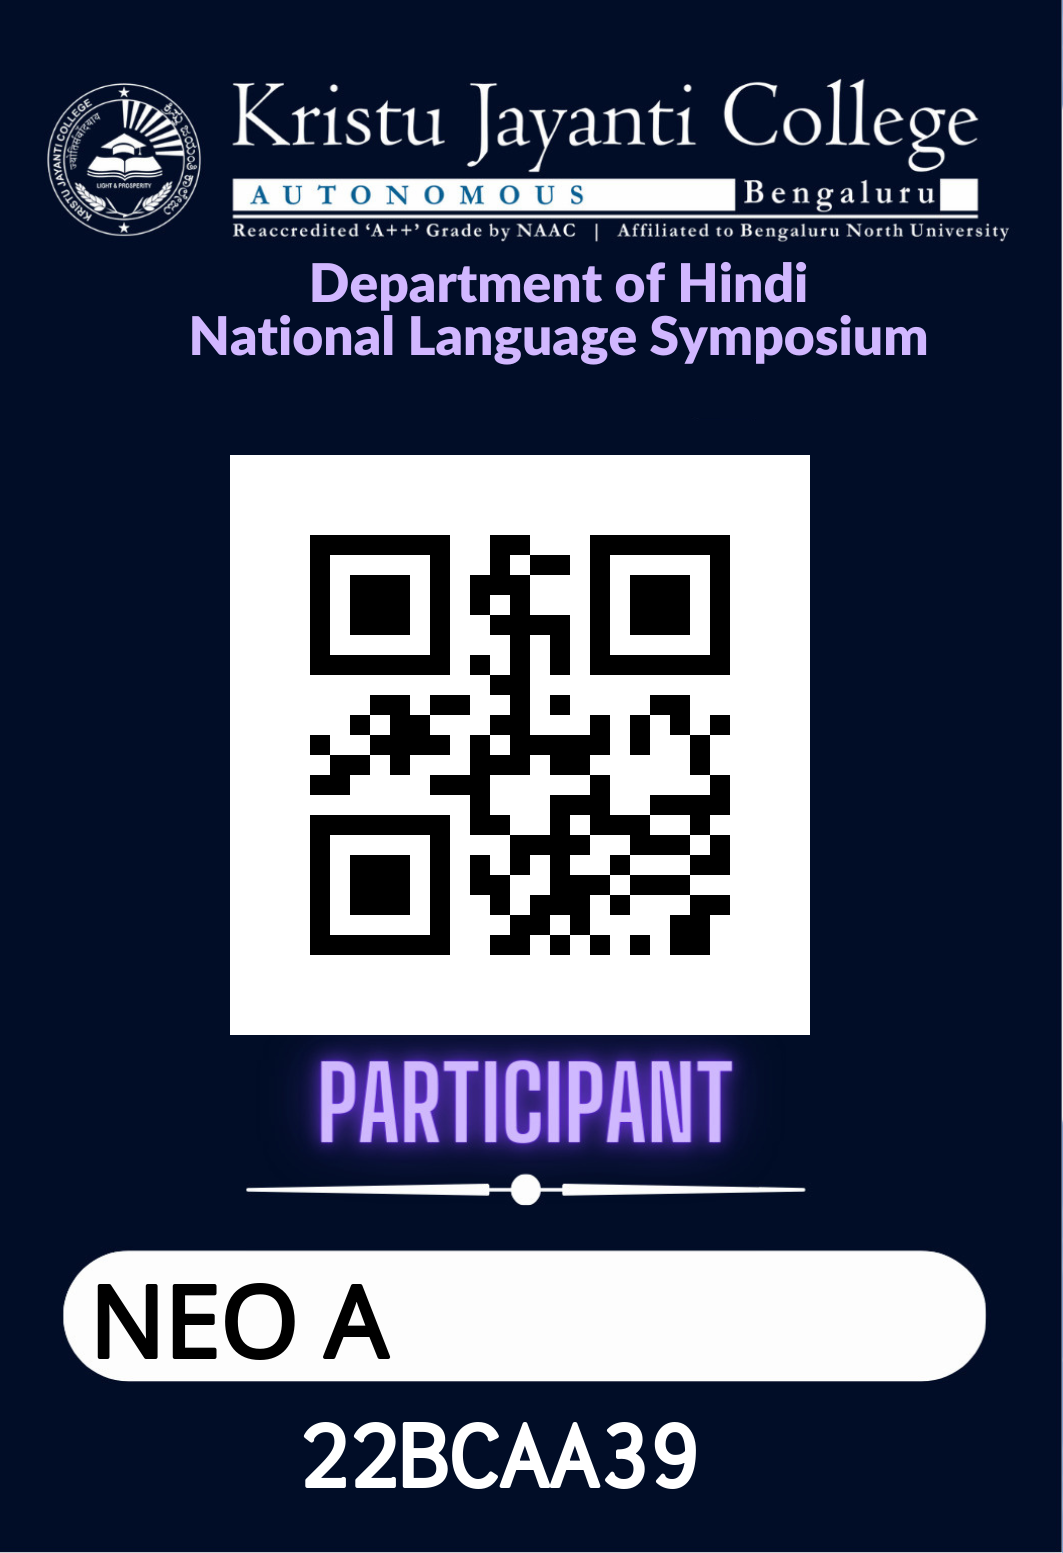 KRISTU JAYANTI COLLEGE
ಕ್ರಿಸ್ತು ಜಯಂತಿ ಕಾಲೇಜು
LIGHT & PROSPERITY
Kristu Jayanti College
AUTONOMOUS Bengaluru
Reaccredited ‘A++’ Grade by NAAC | Affiliated to Bengaluru North University
Department of Hindi
National Language Symposium
PARTICIPANT
NEO A
22BCAA39